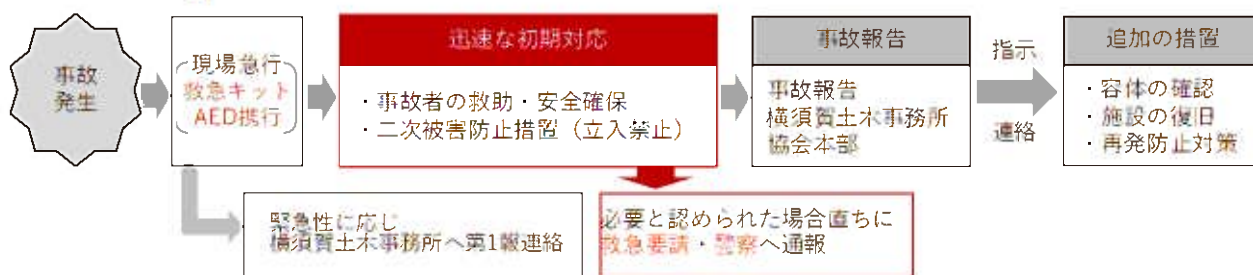 事故
発生
現場急行
救急キット
AED携行
迅速な初期対応
・事故者の救助・安全確保
・二次被害防止措置（立入禁止）
事故報告
事故報告
横須賀土木事務所
協会本部
指示
連絡
追加の措置
・容体の確認
・施設の復旧
・再発防止対策
緊急性に応じ
横須賀土木事務所へ第1報連絡
必要と認められた場合直ちに
救急要請・警察へ通報